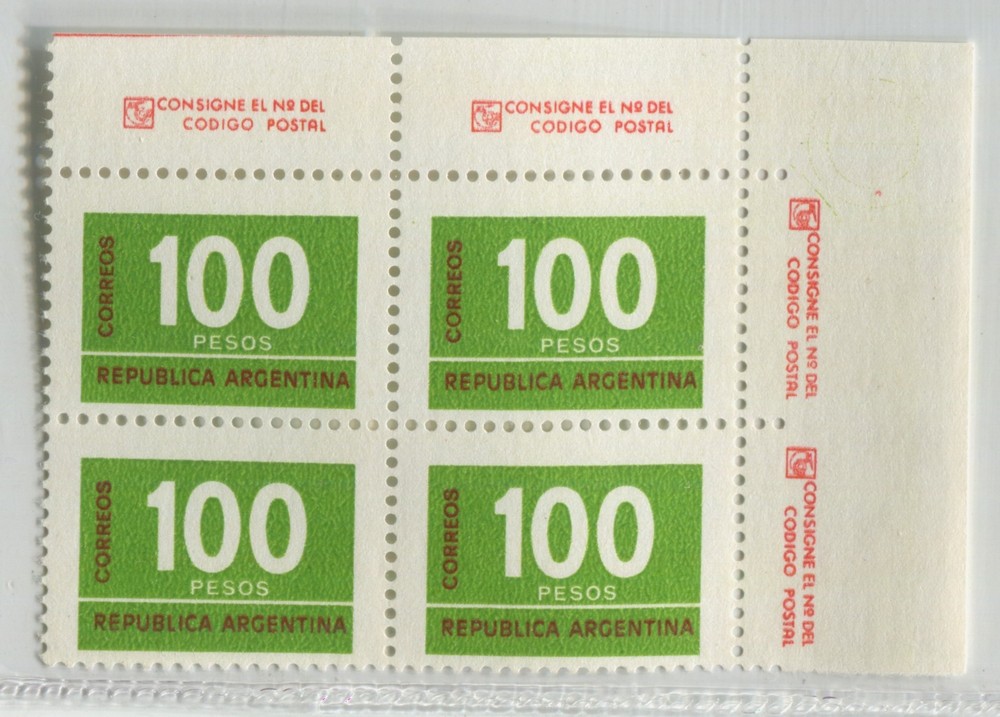 CONSIGNE EL Nº DEL
CODIGO POSTAL
CONSIGNE EL Nº DEL
CODIGO POSTAL
CORREOS
100
PESOS
REPUBLICA ARGENTINA
CORREOS
100
PESOS
REPUBLICA ARGENTINA
CONSIGNE EL Nº DEL
CODIGO POSTAL
CORREOS
100
PESOS
REPUBLICA ARGENTINA
CORREOS
100
PESOS
REPUBLICA ARGENTINA
CONSIGNE EL Nº DEL
CODIGO POSTAL